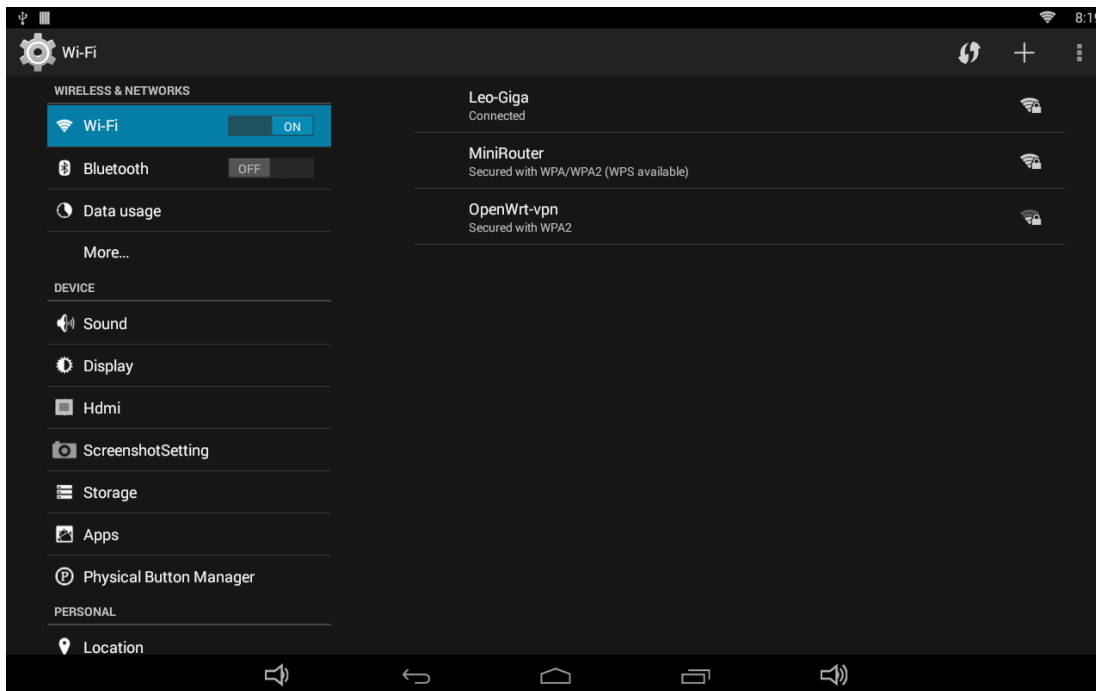 8:19
Wi-Fi
WIRELESS & NETWORKS
Wi-Fi
ON
Bluetooth
OFF
Data usage
More...
DEVICE
Sound
Display
Hdmi
ScreenshotSetting
Storage
Apps
Physical Button Manager
PERSONAL
Location
Leo-Giga
Connected
MiniRouter
Secured with WPA/WPA2 (WPS available)
OpenWrt-vpn
Secured with WPA2